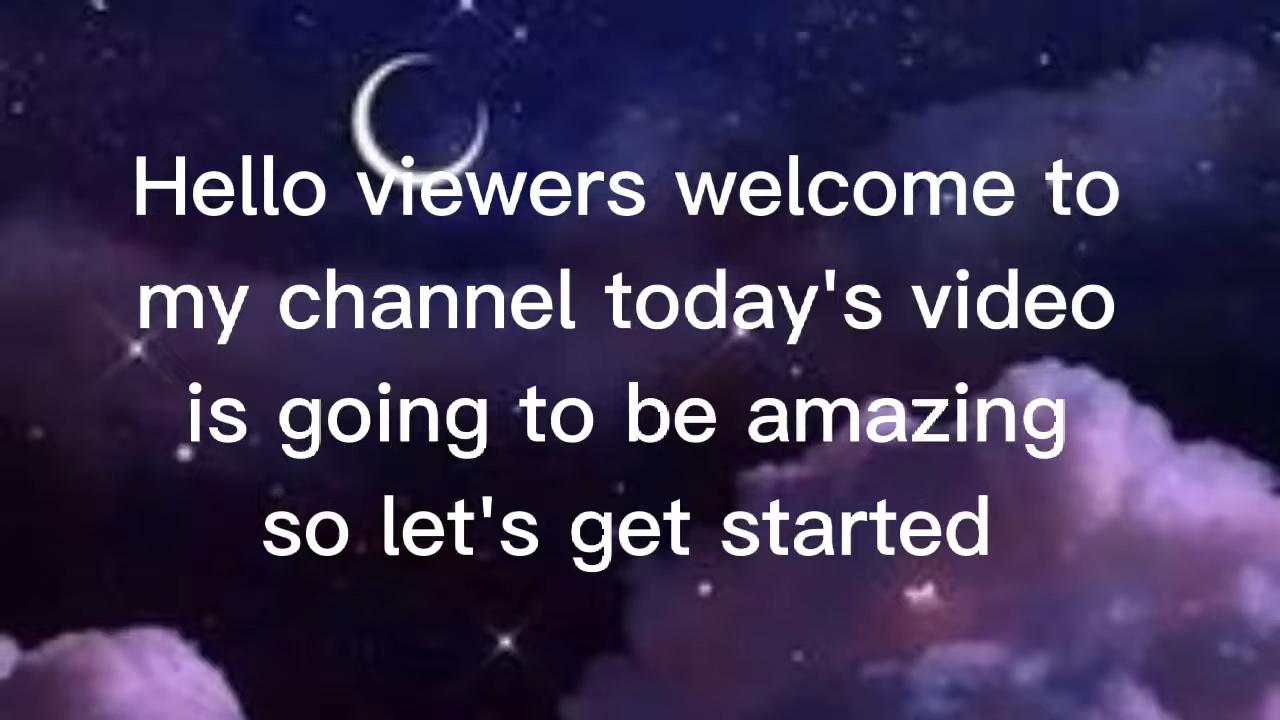 Hello viewers welcome to
my channel today's video
is going to be amazing
so let's get started